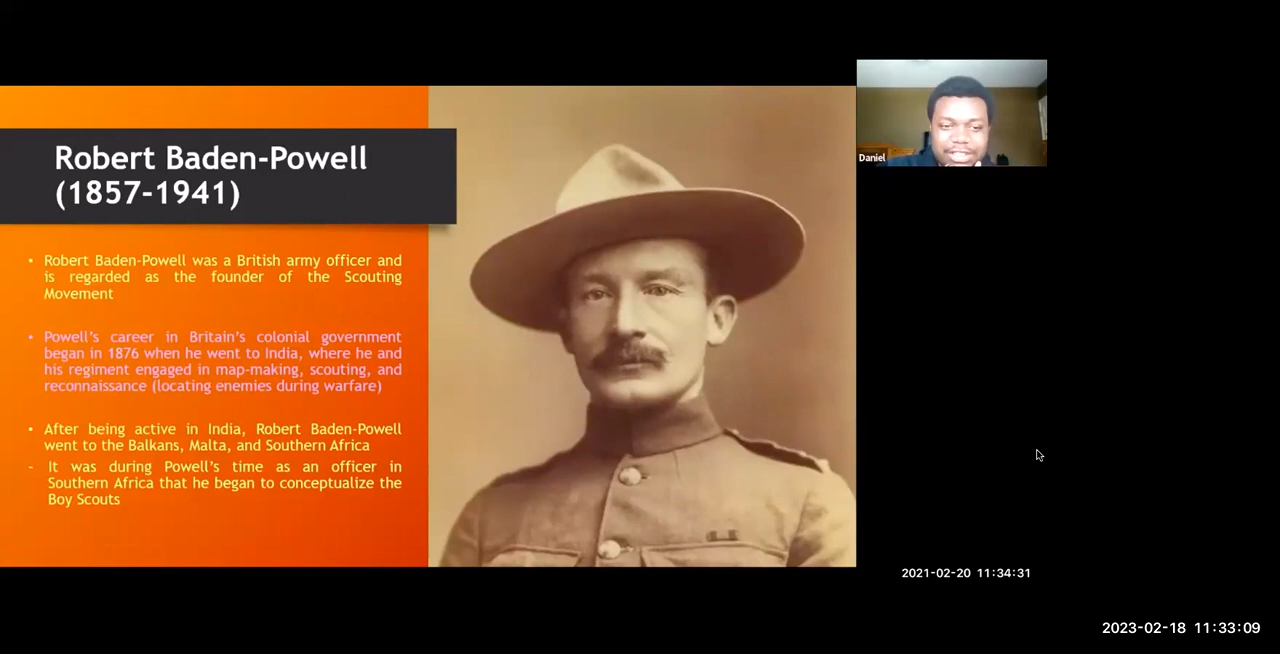 Robert Baden-Powell
(1857-1941)
• Robert Baden-Powell was a British army officer and
is regarded as the founder of the Scouting
Movement
• Powell's career in Britain's colonial government
began in 1876 when he went to India, where he and
his regiment engaged in map-making, scouting, and
reconnaissance (locating enemies during warfare)
• After being active in India, Robert Baden-Powell
went to the Balkans, Malta, and Southern Africa
- It was during Powell's time as an officer in
Southern Africa that he began to conceptualize the
Boy Scouts
Daniel
2021-02-20 11:34:31
2023-02-18 11:33:09